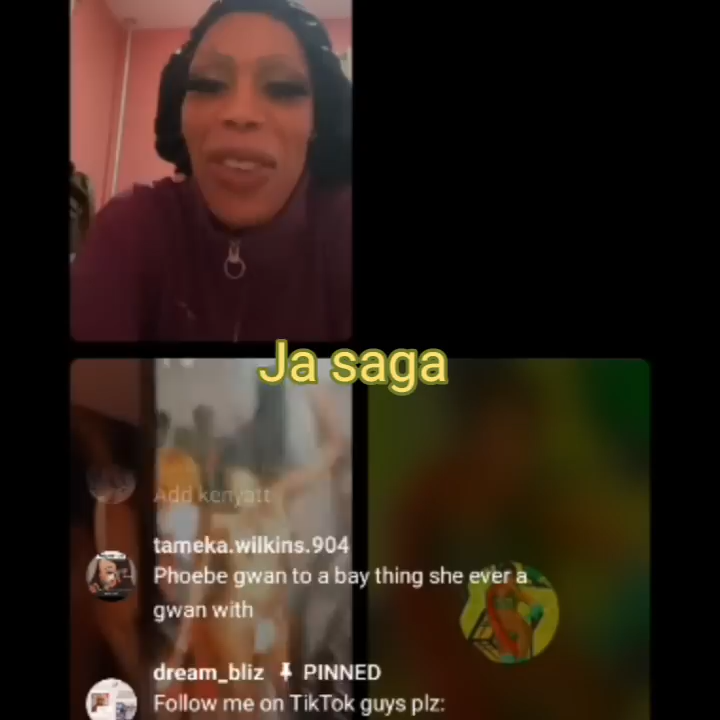 Ja saga
Add kenyatt
tameka.wilkins.904
Phoebe gwan to a bay thing she ever a
gwan with
dream_bliz PINNED
Follow me on TikTok guys plz: